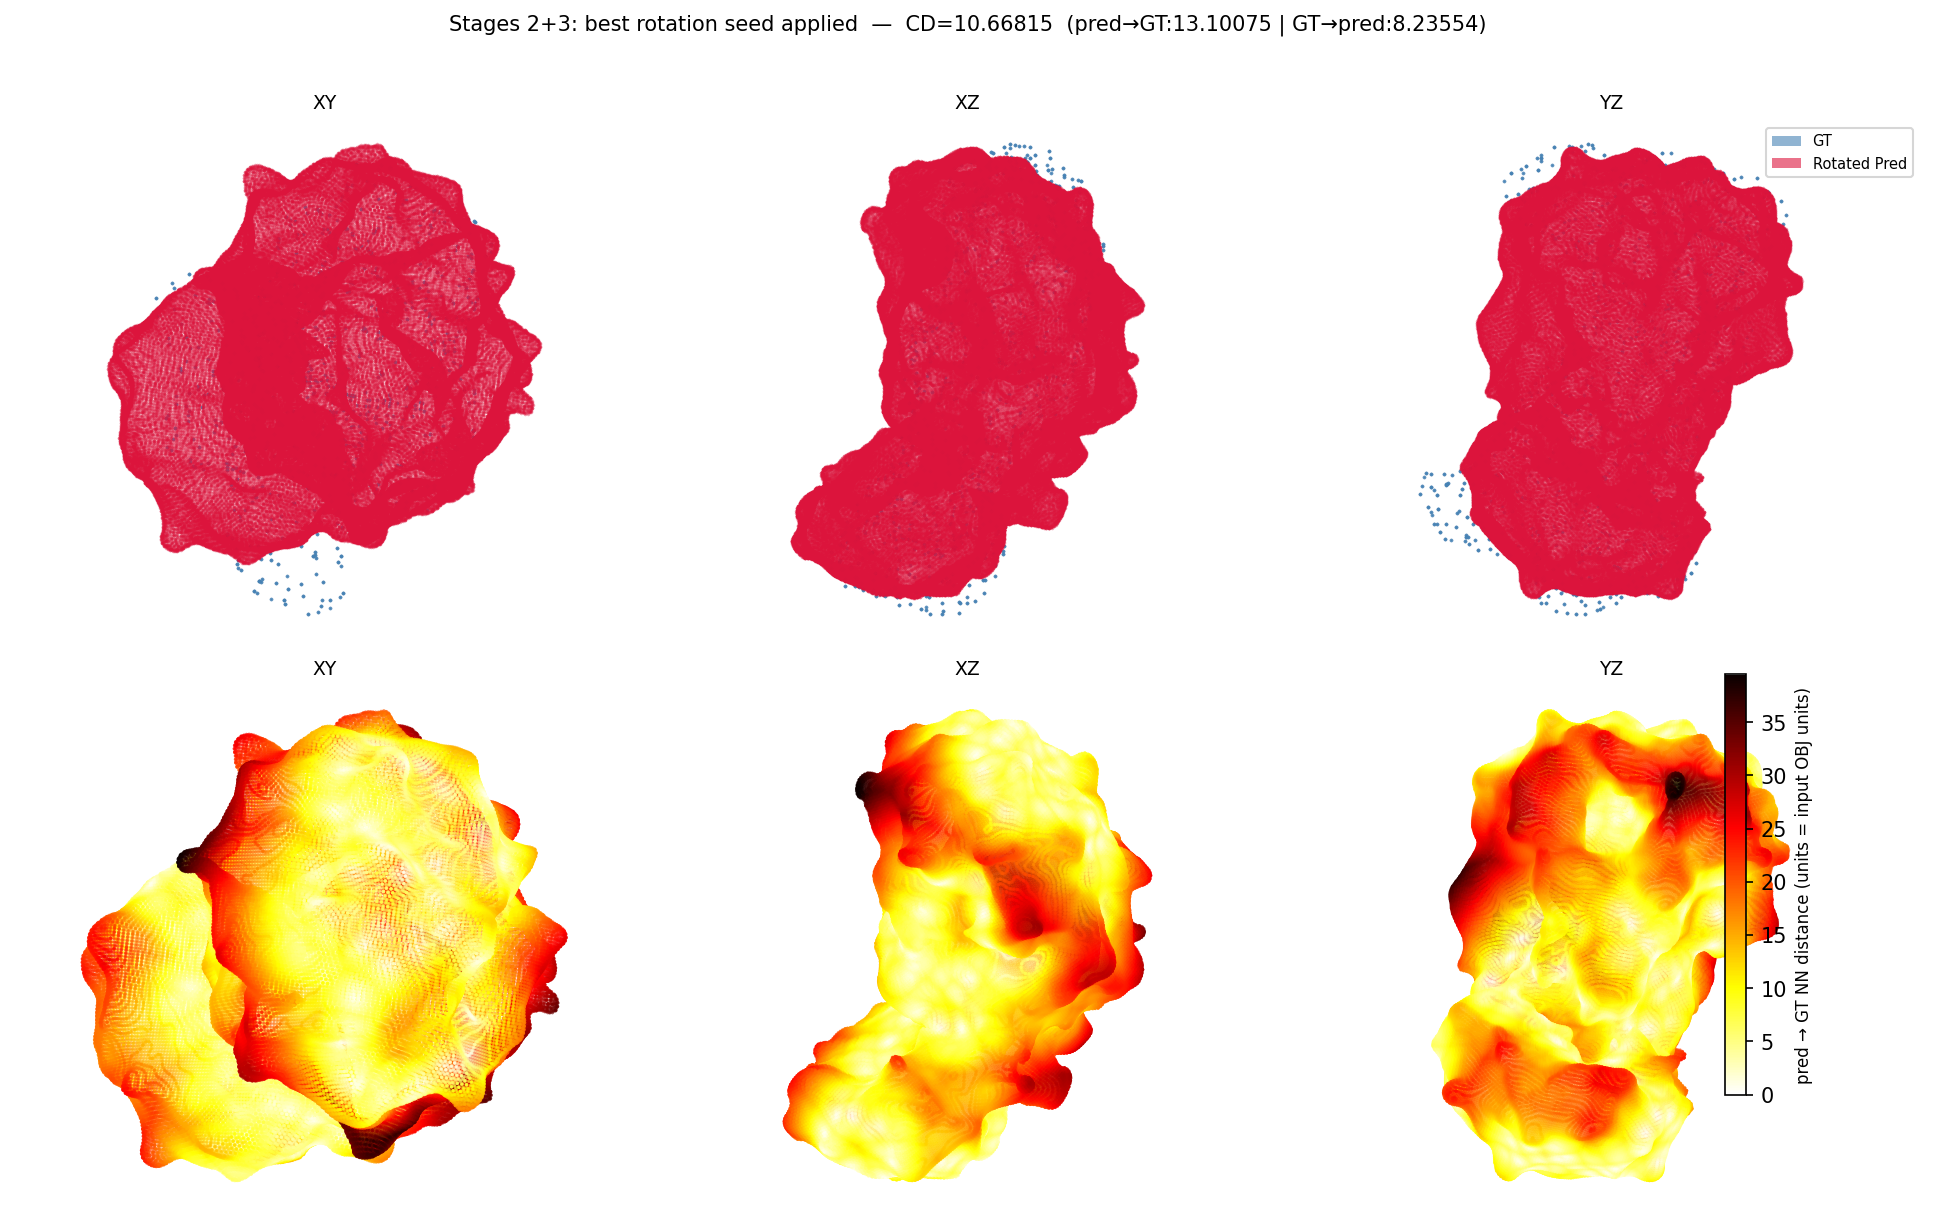 Stages 2+3: best rotation seed applied — CD=10.66815 (pred→GT:13.10075 | GT→pred:8.23554)
XY
XZ
YZ
GT
Rotated Pred
XY
XZ
YZ
35
30
25
20
15
10
5
0
pred → GT NN distance (units = input OBJ units)